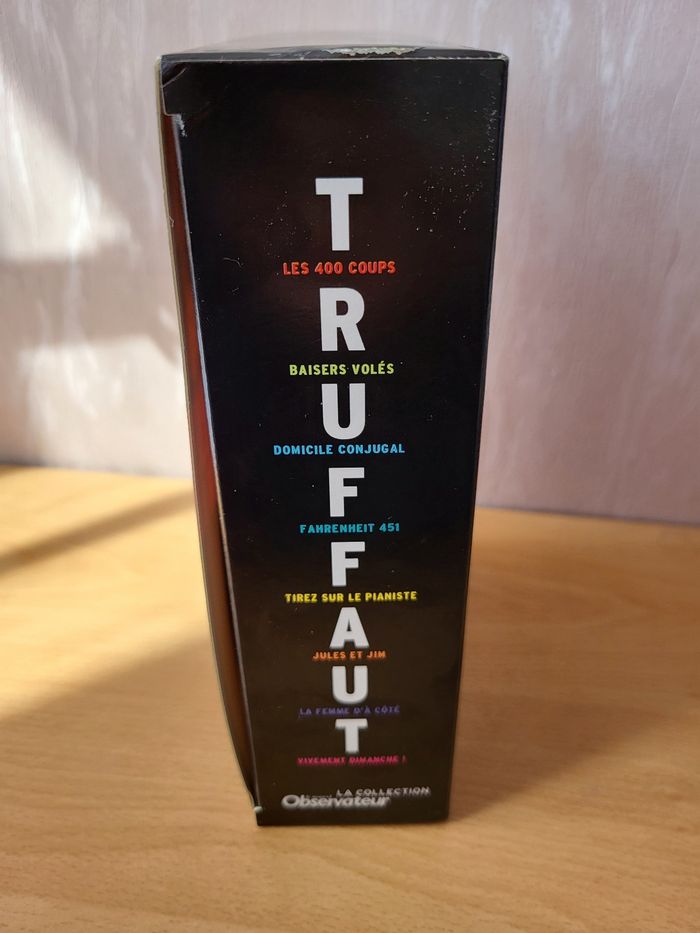 T
LES 400 COUPS
R
BAISERS VOLÉS
U
DOMICILE CONJUGAL
F
FAHRENHEIT 451
F
TIREZ SUR LE PIANISTE
A
JULES ET JIM
U
LA FEMME D'À CÔTÉ
T
VIVEMENT DIMANCHE !
LA COLLECTION
Observateur